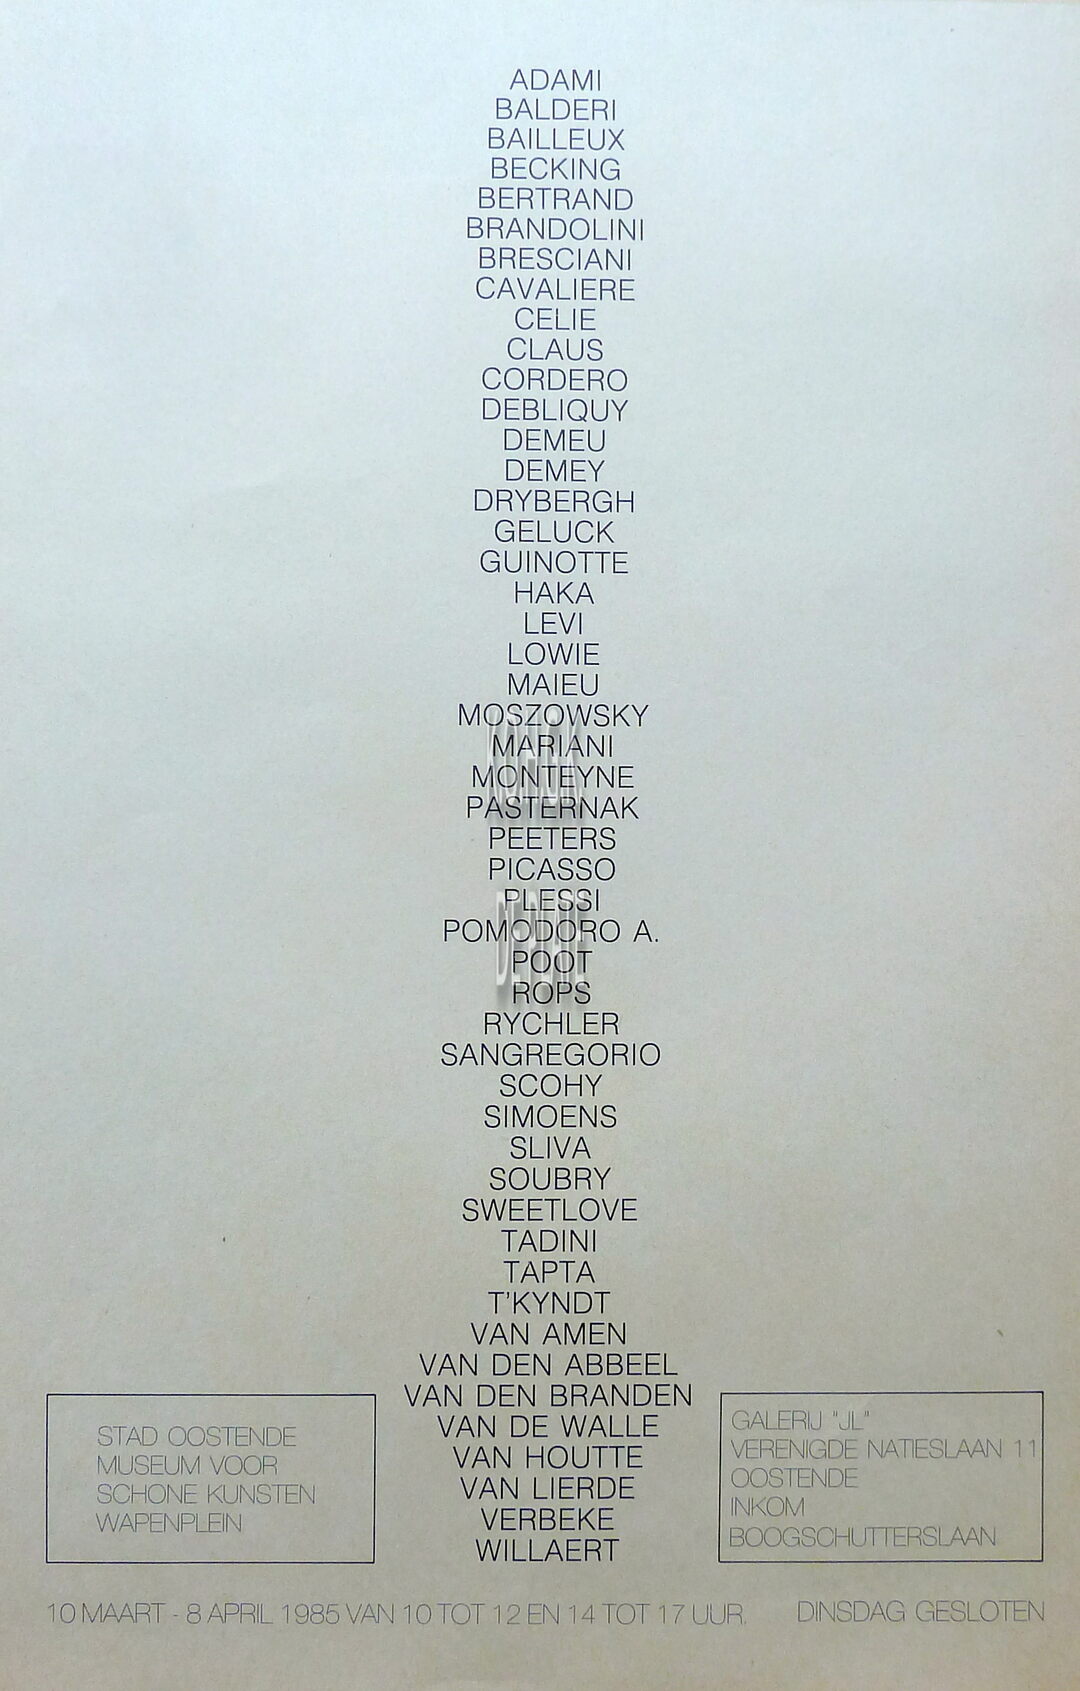 ADAMI
BALDERI
BAILLEUX
BECKING
BERTRAND
BRANDOLINI
BRESCIANI
CAVALIERE
CELIE
CLAUS
CORDERO
DEBLIQUY
DEMEU
DEMEY
DRYBERGH
GELUCK
GUINOTTE
HAKA
LEVI
LOWIE
MAIEU
MOSZOWSKY
MARIANI
MONTEYNE
PASTERNAK
PEETERS
PICASSO
PLESSI
POMODORO A.
POOT
ROPS
RYCHLER
SANGREGORIO
SCOHY
SIMOENS
SLIVA
SOUBRY
SWEETLOVE
TADINI
TAPTA
T'KYNDT
VAN AMEN
VAN DEN ABBEEL
VAN DEN BRANDEN
VAN DE WALLE
VAN HOUTTE
VAN LIERDE
VERBEKE
WILLAERT
STAD OOSTENDE
MUSEUM VOOR
SCHONE KUNSTEN
WAPENPLEIN
GALERIJ "JL"
VERENIGDE NATIESLAAN 11
OOSTENDE
INKOM
BOOGSCHUTTERSLAAN
10 MAART - 8 APRIL 1985 VAN 10 TOT 12 EN 14 TOT 17 UUR. DINSDAG GESLOTEN